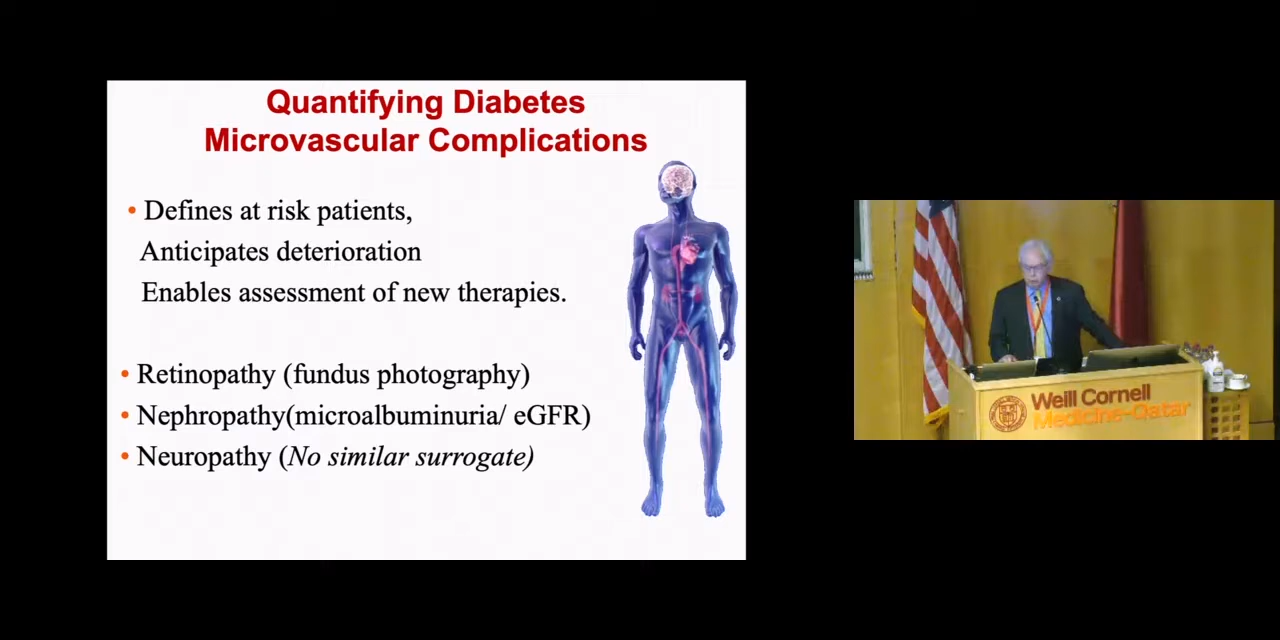 Quantifying Diabetes
Microvascular Complications
• Defines at risk patients,
Anticipates deterioration
Enables assessment of new therapies.
• Retinopathy (fundus photography)
• Nephropathy(microalbuminuria/ eGFR)
• Neuropathy (No similar surrogate)
Weill Cornell
Medicine-Qatar